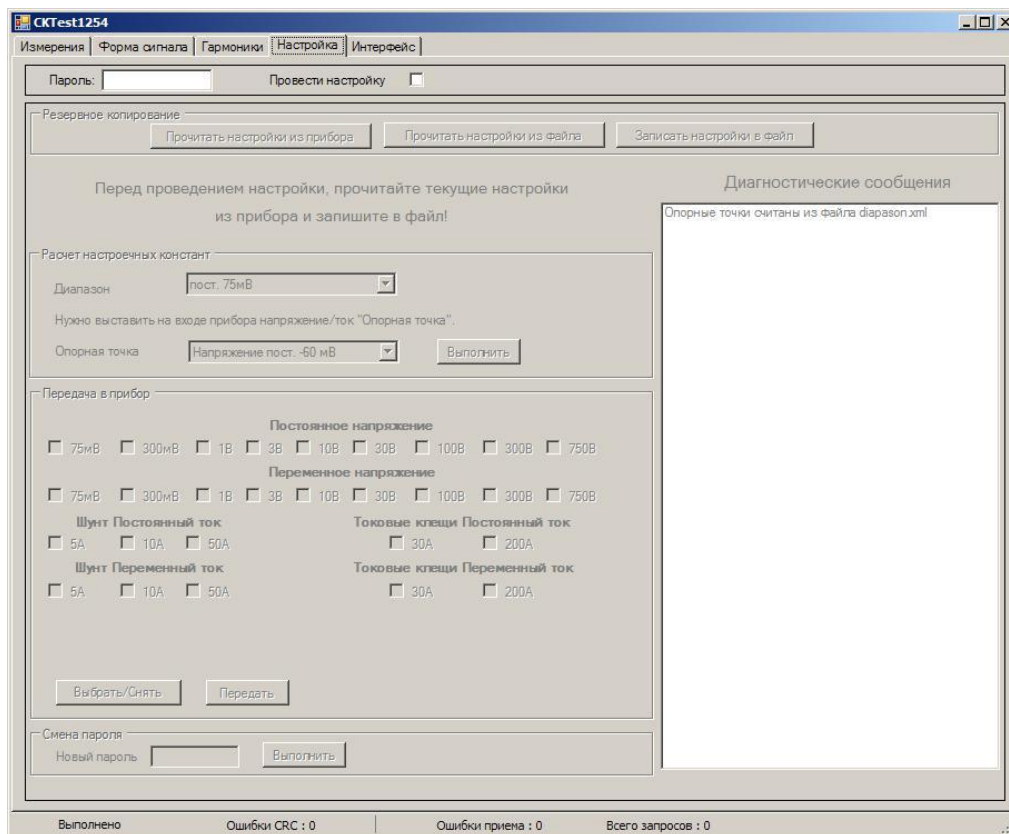 CKTest1254
Измерения Форма сигнала Гармоники Настройка Интерфейс
Пароль: Провести настройку
Резервное копирование
Прочитать настройки из прибора Прочитать настройки из файла Записать настройки в файл
Перед проведением настройки, прочитайте текущие настройки
из прибора и запишите в файл!
Диагностические сообщения
Опорные точки считаны из файла diapason.xml
Расчет настроечных констант
Диапазон пост. 75мВ
Нужно выставить на входе прибора напряжение/ток "Опорная точка".
Опорная точка Напряжение пост. -60 мВ Выполнить
Передача в прибор
Постоянное напряжение
75мВ 300мВ 1В 3В 10В 30В 100В 300В 750В
Переменное напряжение
75мВ 300мВ 1В 3В 10В 30В 100В 300В 750В
Шунт Постоянный ток Токовые клещи Постоянный ток
5А 10А 50А 30А 200А
Шунт Переменный ток Токовые клещи Переменный ток
5А 10А 50А 30А 200А
Выбрать/Снять Передать
Смена пароля
Новый пароль Выполнить
Выполнено Ошибки CRC : 0 Ошибки приема : 0 Всего запросов : 0